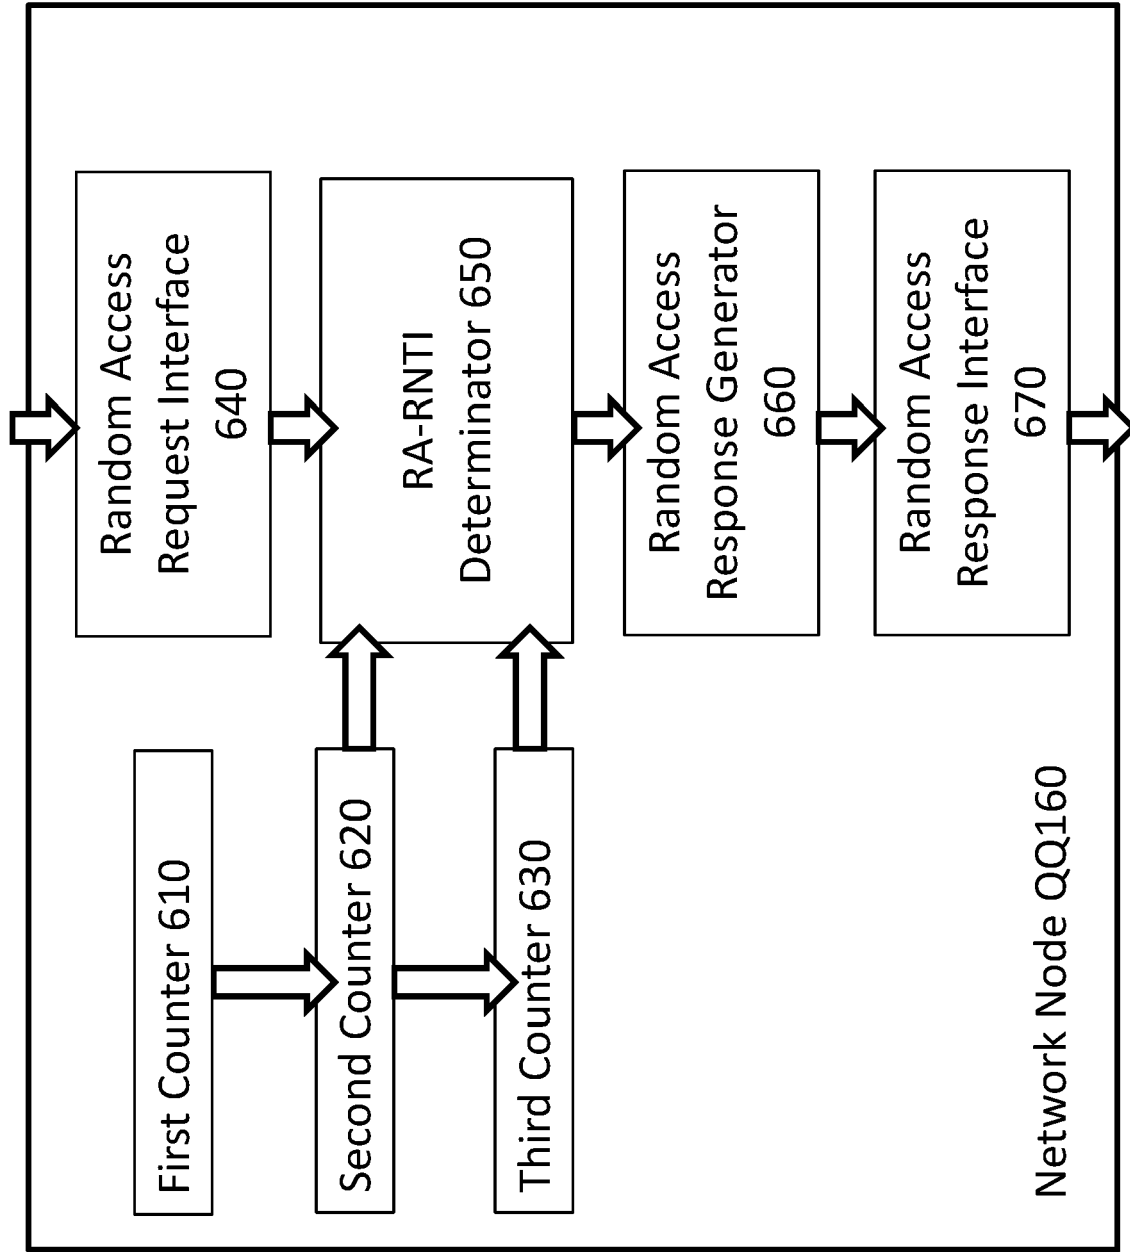 First Counter 610
Second Counter 620
Third Counter 630
Random Access
Request Interface
640
RA-RNTI
Determinator 650
Random Access
Response Generator
660
Random Access
Response Interface
670
Network Node QQ160